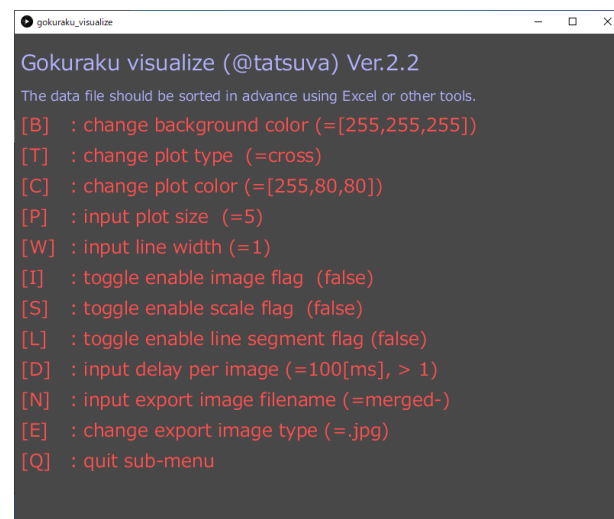 gokuraku_visualize
Gokuraku visualize (@tatsuva) Ver.2.2
The data file should be sorted in advance using Excel or other tools.
[B] : change background color (=[255,255,255])
[T] : change plot type (=cross)
[C] : change plot color (=[255,80,80])
[P] : input plot size (=5)
[W] : input line width (=1)
[I] : toggle enable image flag (false)
[S] : toggle enable scale flag (false)
[L] : toggle enable line segment flag (false)
[D] : input delay per image (=100[ms], > 1)
[N] : input export image filename (=merged-)
[E] : change export image type (=.jpg)
[Q] : quit sub-menu